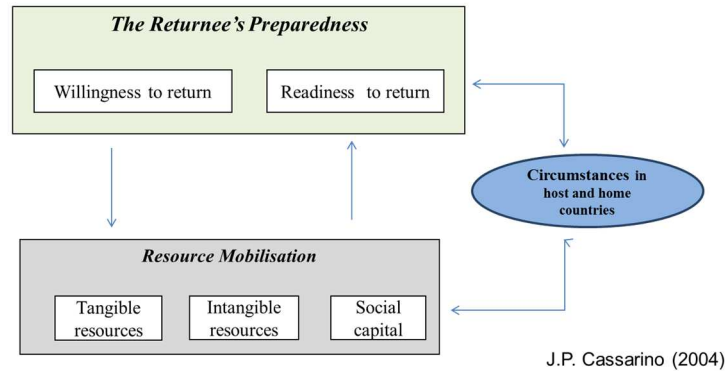 The Returnee's Preparedness
Willingness to return
Readiness to return
Circumstances in
host and home
countries
Resource Mobilisation
Tangible
resources
Intangible
resources
Social
capital
J.P. Cassarino (2004)